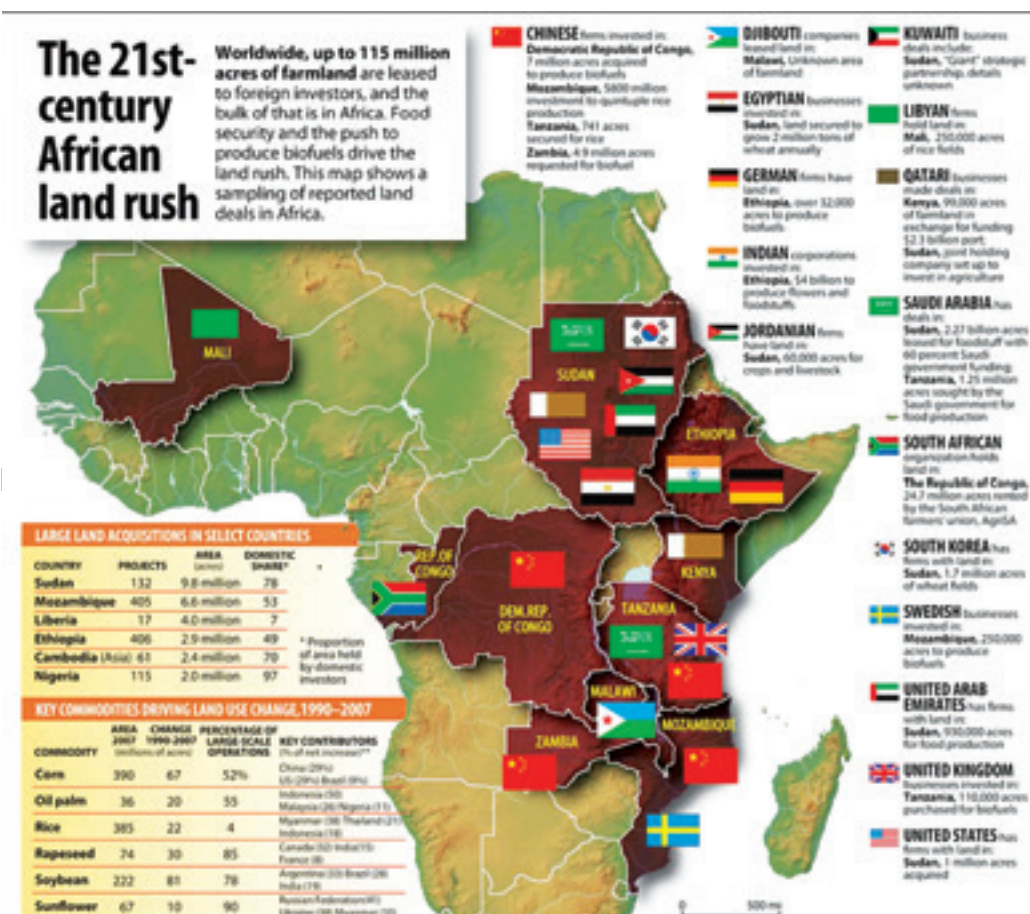 The 21st-
century
African
land rush
Worldwide, up to 115 million
acres of farmland are leased
to foreign investors, and the
bulk of that is in Africa. Food
security and the push to
produce biofuels drive the
land rush. This map shows a
sampling of reported land
deals in Africa.
CHINESE firms invested in:
Democratic Republic of Congo,
7 million acres acquired
to produce biofuels
Mozambique, $800 million
investment to quintuple rice
production
Tanzania, 741 acres
secured for rice
Zambia, 4.9 million acres
requested for biofuel
DJIBOUTI companies
leased land in:
Malawi, Unknown area
of farmland
EGYPTIAN businesses
invested in:
Sudan, land secured to
grow 2 million tons of
wheat annually
GERMAN firms have
land in:
Ethiopia, over 32,000
acres to produce
biofuels
INDIAN corporations
invested in:
Ethiopia, $4 billion to
produce flowers and
foodstuffs
JORDANIAN firms
have land in:
Sudan, 60,000 acres for
crops and livestock
KUWAITI business
deals include:
Sudan, "Giant" strategic
partnership, details
unknown
LIBYAN firms
hold land in:
Mali, 250,000 acres
of rice fields
QATARI businesses
made deals in:
Kenya, 99,000 acres
of farmland in
exchange for funding
$2.3 billion port;
Sudan, joint holding
company set up to
invest in agriculture
SAUDI ARABIA has
deals in:
Sudan, 2.27 billion acres
leased for foodstuff with
60 percent Saudi
government funding;
Tanzania, 1.25 million
acres sought by the
Saudi government for
food production
SOUTH AFRICAN
organization holds
land in:
The Republic of Congo,
24.7 million acres rented
by the South African
farmers' union, AgriSA
SOUTH KOREA has
firms with land in:
Sudan, 1.7 million acres
of wheat fields
SWEDISH businesses
invested in:
Mozambique, 250,000
acres to produce
biofuels
UNITED ARAB
EMIRATES has firms
with land in:
Sudan, 930,000 acres
for food production
UNITED KINGDOM
businesses invested in:
Tanzania, 110,000 acres
purchased for biofuels
UNITED STATES has
firms with land in:
Sudan, 1 million acres
acquired
MALI
SUDAN
ETHIOPIA
REP. OF
CONGO
DEM. REP.
OF CONGO
KENYA
TANZANIA
MALAWI
ZAMBIA
MOZAMBIQUE
LARGE LAND ACQUISITIONS IN SELECT COUNTRIES
COUNTRY PROJECTS AREA (acres) DOMESTIC SHARE*
Sudan 132 9.8 million 78
Mozambique 405 6.6 million 53
Liberia 17 4.0 million 7
Ethiopia 406 2.9 million 49
Cambodia (Asia) 61 2.4 million 70
Nigeria 115 2.0 million 97
* Proportion
of area held
by domestic
investors
KEY COMMODITIES DRIVING LAND USE CHANGE, 1990–2007
COMMODITY AREA 2007 CHANGE 1990-2007 (millions of acres) PERCENTAGE OF LARGE-SCALE OPERATIONS KEY CONTRIBUTORS (% of net increase)**
Corn 390 67 52% China (29%)
US (29%) Brazil (9%)
Oil palm 36 20 55 Indonesia (50)
Malaysia (26) Nigeria (11)
Rice 385 22 4 Myanmar (38) Thailand (21)
Indonesia (18)
Rapeseed 74 30 85 Canada (32) India (15)
France (8)
Soybean 222 81 78 Argentina (33) Brazil (28)
India (19)
Sunflower 67 10 90 Russian Federation (41)
0 500 mi